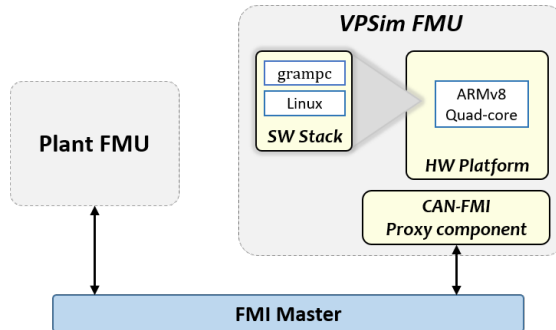 VPSim FMU
grampc
Linux
SW Stack
ARMv8
Quad-core
HW Platform
Plant FMU
CAN-FMI
Proxy component
FMI Master